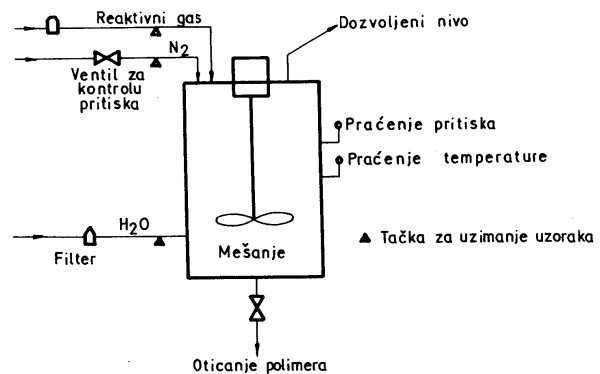 Reaktivni gas
Dozvoljeni nivo
N2
Ventil za
kontrolu
pritiska
Praćenje pritiska
Praćenje temperature
H2O
Filter
Mešanje
Tačka za uzimanje uzoraka
Oticanje polimera